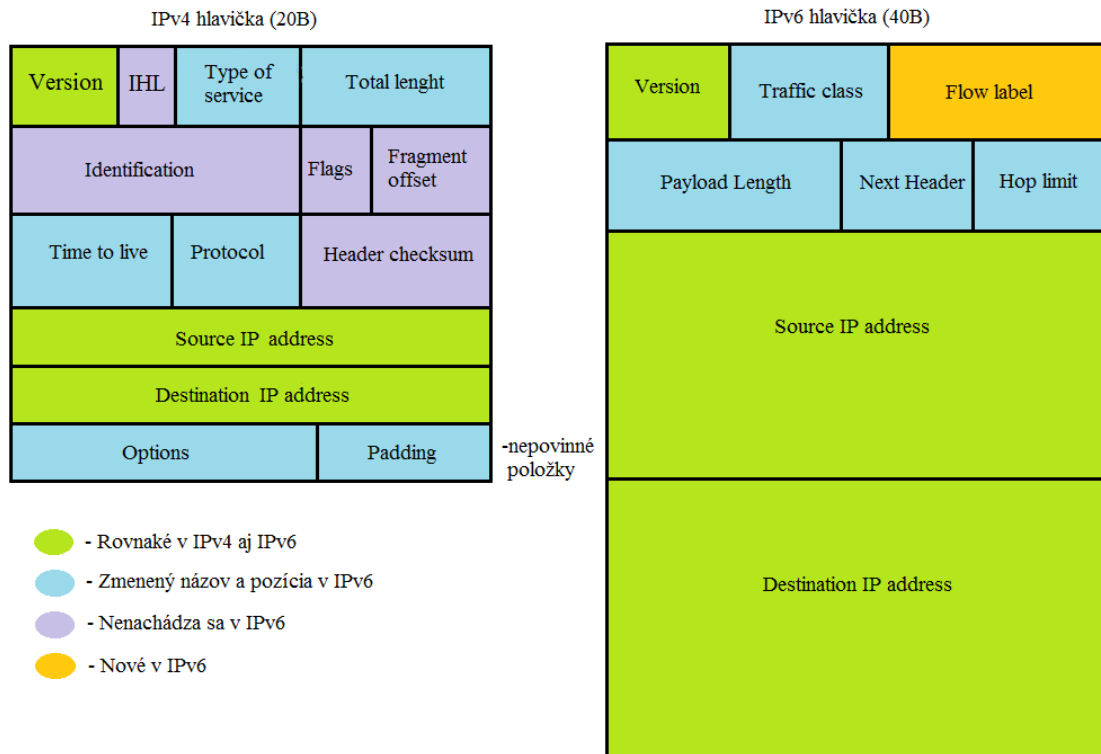 IPv4 hlavička (20B)
Version
IHL
Type of
service
Total lenght
Identification
Flags
Fragment
offset
Time to live
Protocol
Header checksum
Source IP address
Destination IP address
Options
Padding
-nepovinné
položky
- Rovnaké v IPv4 aj IPv6
- Zmenený názov a pozícia v IPv6
- Nenachádza sa v IPv6
- Nové v IPv6
IPv6 hlavička (40B)
Version
Traffic class
Flow label
Payload Length
Next Header
Hop limit
Source IP address
Destination IP address